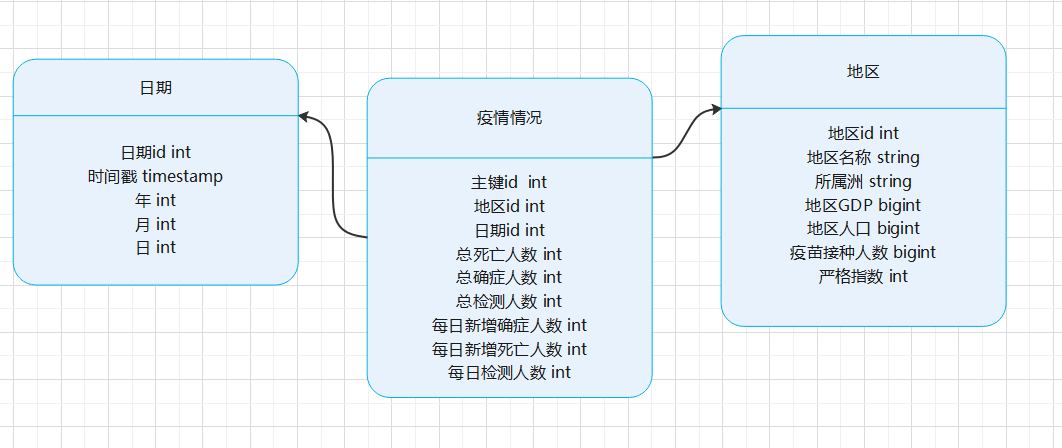 日期
日期id int
时间戳 timestamp
年 int
月 int
日 int
疫情情况
主键id  int
地区id int
日期id int
总死亡人数 int
总确症人数 int
总检测人数 int
每日新增确症人数 int
每日新增死亡人数 int
每日检测人数 int
地区
地区id int
地区名称 string
所属洲 string
地区GDP bigint
地区人口 bigint
疫苗接种人数 bigint
严格指数 int